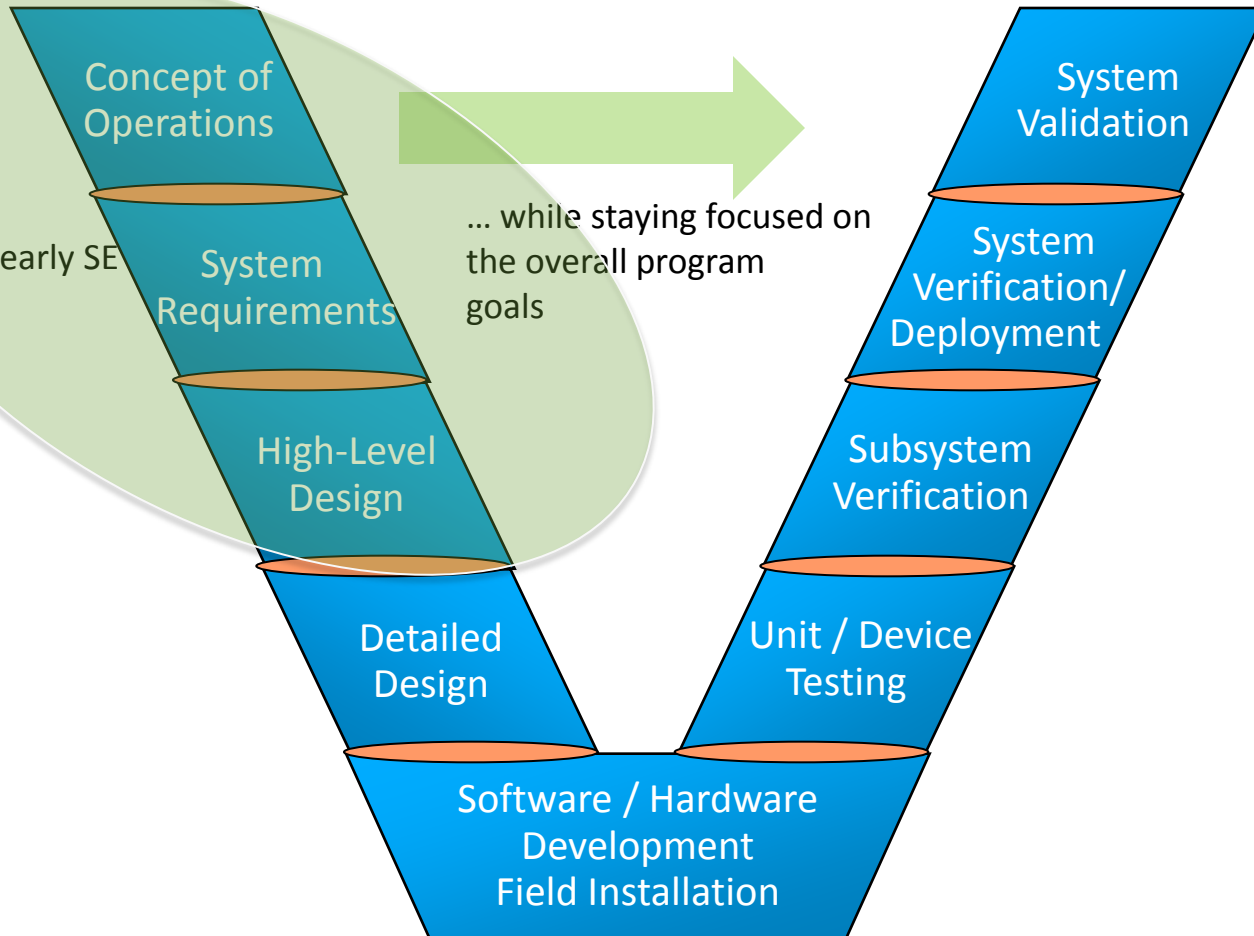 Concept of
Operations
early SE
System
Requirements
High-Level
Design
Detailed
Design
Software / Hardware
Development
Field Installation
... while staying focused on
the overall program
goals
System
Validation
System
Verification/
Deployment
Subsystem
Verification
Unit / Device
Testing